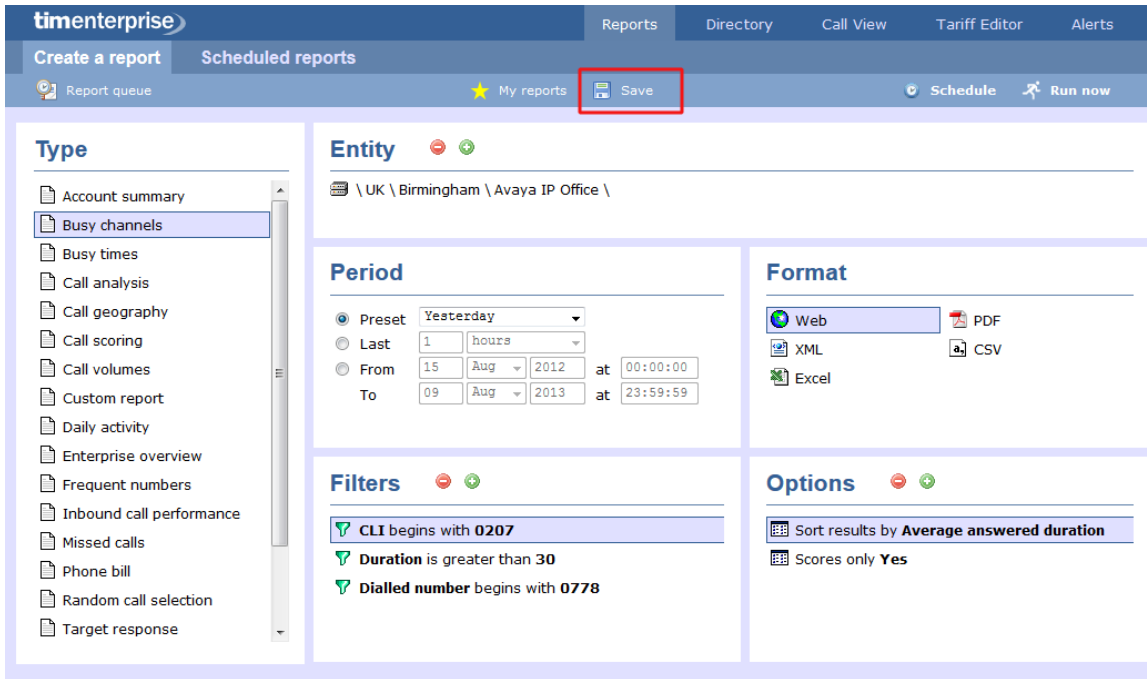 timenterprise
Reports Directory Call View Tariff Editor Alerts
Create a report Scheduled reports
Report queue My reports Save Schedule Run now
Type
Account summary
Busy channels
Busy times
Call analysis
Call geography
Call scoring
Call volumes
Custom report
Daily activity
Enterprise overview
Frequent numbers
Inbound call performance
Missed calls
Phone bill
Random call selection
Target response
Entity
\ UK \ Birmingham \ Avaya IP Office \
Period
Preset Yesterday
Last 1 hours
From 15 Aug 2012 at 00:00:00
To 09 Aug 2013 at 23:59:59
Format
Web PDF
XML CSV
Excel
Filters
CLI begins with 0207
Duration is greater than 30
Dialled number begins with 0778
Options
Sort results by Average answered duration
Scores only Yes